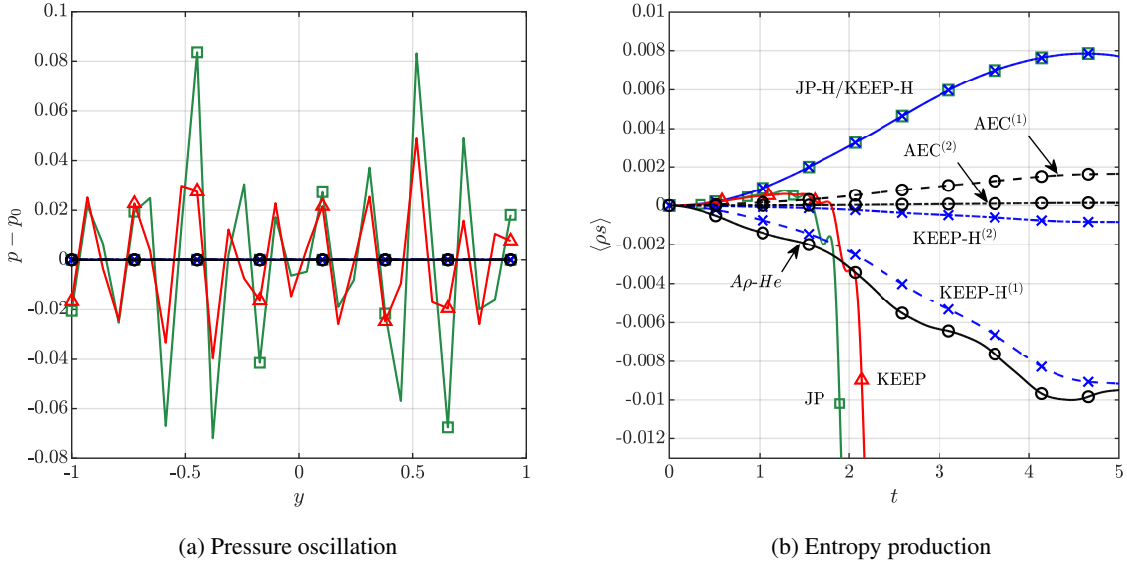 0.1
0.08
0.06
0.04
0.02
0
-0.02
-0.04
-0.06
-0.08
p − p₀
-1
-0.5
0
0.5
1
y
(a) Pressure oscillation
0.01
0.008
0.006
0.004
0.002
0
-0.002
-0.004
-0.006
-0.008
-0.01
-0.012
⟨ρs⟩
JP-H/KEEP-H
AEC⁽¹⁾
AEC⁽²⁾
KEEP-H⁽²⁾
Aρ-He
KEEP-H⁽¹⁾
KEEP
JP
0
1
2
3
4
5
t
(b) Entropy production